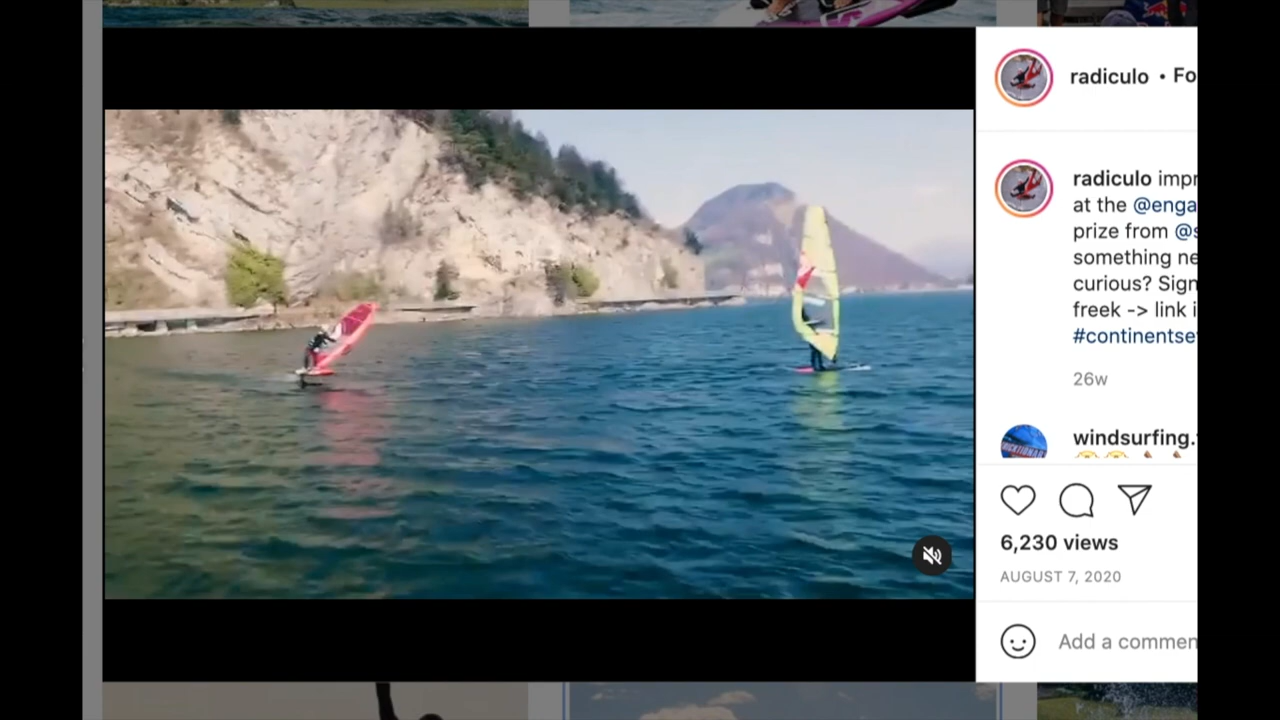 radiculo • Fo
radiculo impr
at the @enga
prize from @s
something ne
curious? Sign
freek -> link i
#continentse
26w
windsurfing.
6,230 views
AUGUST 7, 2020
Add a commen